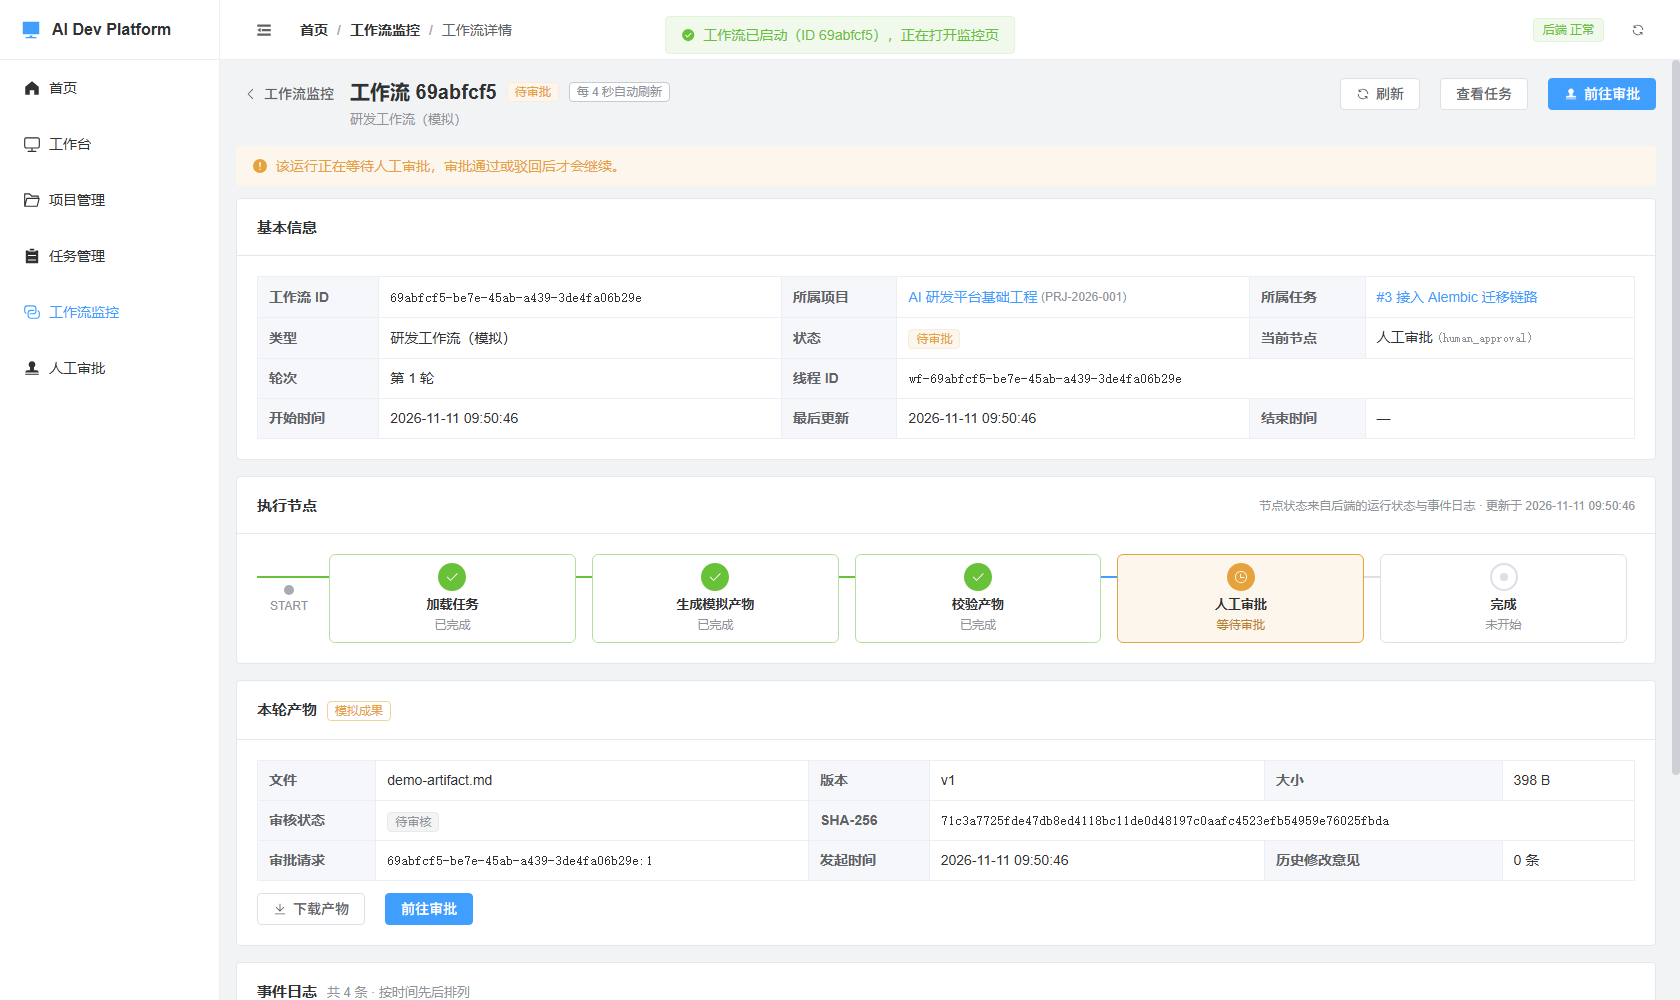 AI Dev Platform
首页 / 工作流监控 / 工作流详情
工作流已启动（ID 69abfcf5），正在打开监控页
后端 正常
首页
工作台
项目管理
任务管理
工作流监控
人工审批
工作流监控
工作流 69abfcf5 待审批 每 4 秒自动刷新
研发工作流（模拟）
刷新 查看任务 前往审批
该运行正在等待人工审批，审批通过或驳回后才会继续。
基本信息
工作流 ID 69abfcf5-be7e-45ab-a439-3de4fa06b29e 所属项目 AI 研发平台基础工程 (PRJ-2026-001) 所属任务 #3 接入 Alembic 迁移链路
类型 研发工作流（模拟） 状态 待审批 当前节点 人工审批 (human_approval)
轮次 第 1 轮 线程 ID wf-69abfcf5-be7e-45ab-a439-3de4fa06b29e
开始时间 2026-11-11 09:50:46 最后更新 2026-11-11 09:50:46 结束时间 —
执行节点 节点状态来自后端的运行状态与事件日志 · 更新于 2026-11-11 09:50:46
START
加载任务 生成模拟产物 校验产物 人工审批 完成
已完成 已完成 已完成 等待审批 未开始
本轮产物 模拟成果
文件 demo-artifact.md 版本 v1 大小 398 B
审核状态 待审核 SHA-256 71c3a7725fde47db8ed4118bc11de0d48197c0aafc4523efb54959e76025fbda
审批请求 69abfcf5-be7e-45ab-a439-3de4fa06b29e:1 发起时间 2026-11-11 09:50:46 历史修改意见 0 条
下载产物 前往审批
事件日志 共 4 条 · 按时间先后排列